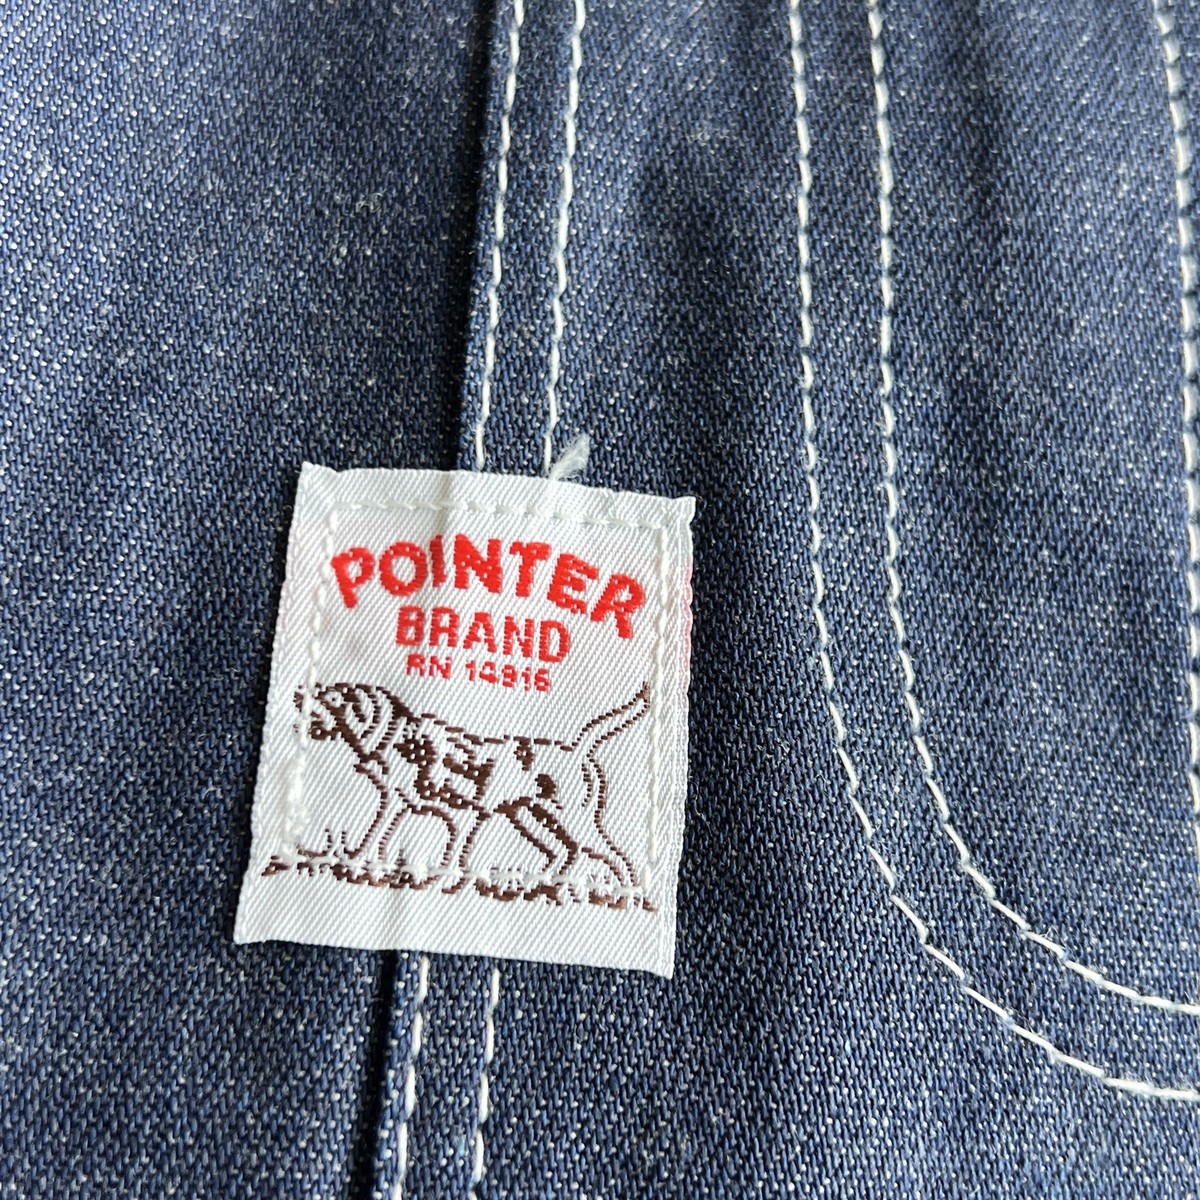 POINTER
BRAND
RN 14916